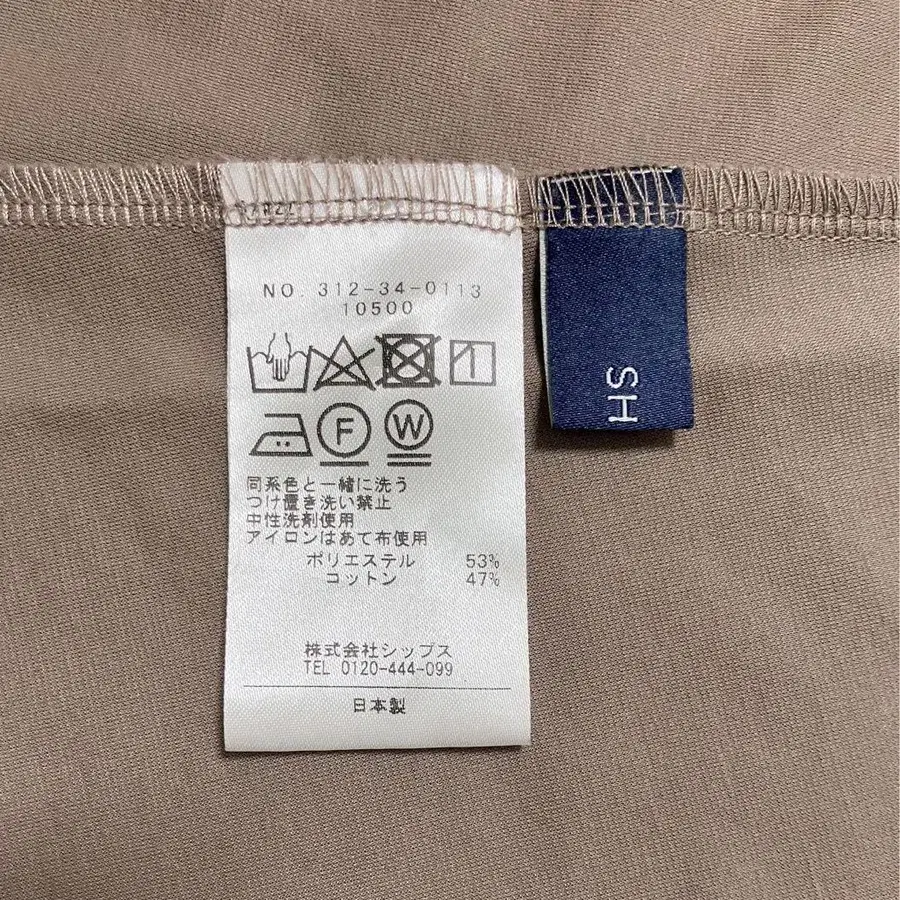 NO. 312-34-0113
10500
F
W
同系色と一緒に洗う
つけ置き洗い禁止
中性洗剤使用
アイロンはあて布使用
ポリエステル 53%
コットン 47%
株式会社シップス
TEL 0120-444-099
日本製
SH